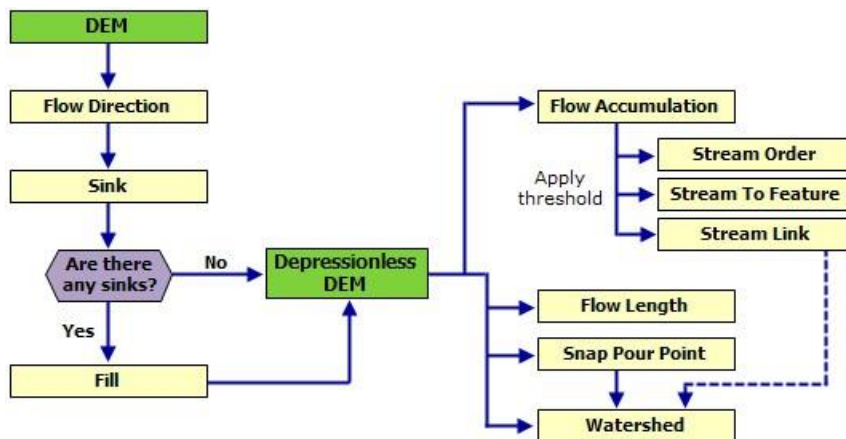 DEM
Flow Direction
Sink
Are there
any sinks?
No
Yes
Fill
Depressionless
DEM
Flow Accumulation
Apply
threshold
Stream Order
Stream To Feature
Stream Link
Flow Length
Snap Pour Point
Watershed